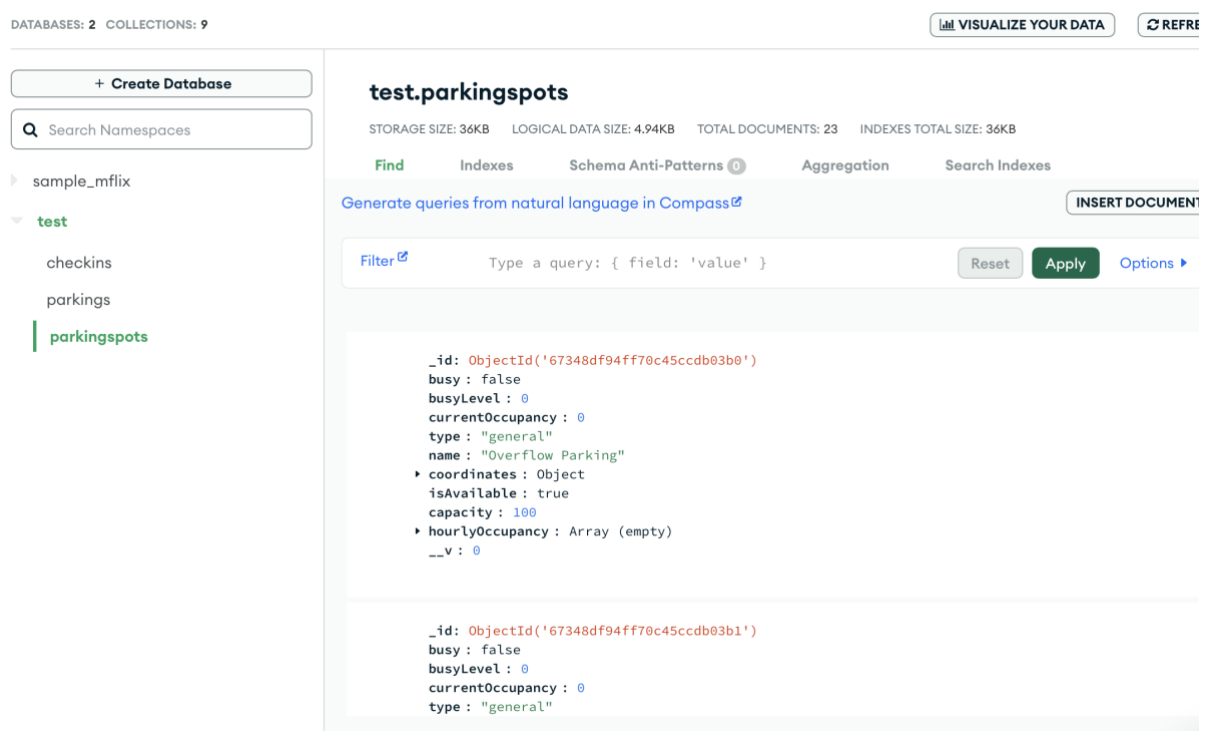 DATABASES: 2 COLLECTIONS: 9
VISUALIZE YOUR DATA
REFRE
+ Create Database
Search Namespaces
sample_mflix
test
checkins
parkings
parkingspots
test.parkingspots
STORAGE SIZE: 36KB LOGICAL DATA SIZE: 4.94KB TOTAL DOCUMENTS: 23 INDEXES TOTAL SIZE: 36KB
Find Indexes Schema Anti-Patterns 0 Aggregation Search Indexes
Generate queries from natural language in Compass
INSERT DOCUMENT
Filter Type a query: { field: 'value' } Reset Apply Options
_id: ObjectId('67348df94ff70c45ccdb03b0')
busy : false
busyLevel : 0
currentOccupancy : 0
type : "general"
name : "Overflow Parking"
coordinates : Object
isAvailable : true
capacity : 100
hourlyOccupancy : Array (empty)
__v : 0
_id: ObjectId('67348df94ff70c45ccdb03b1')
busy : false
busyLevel : 0
currentOccupancy : 0
type : "general"